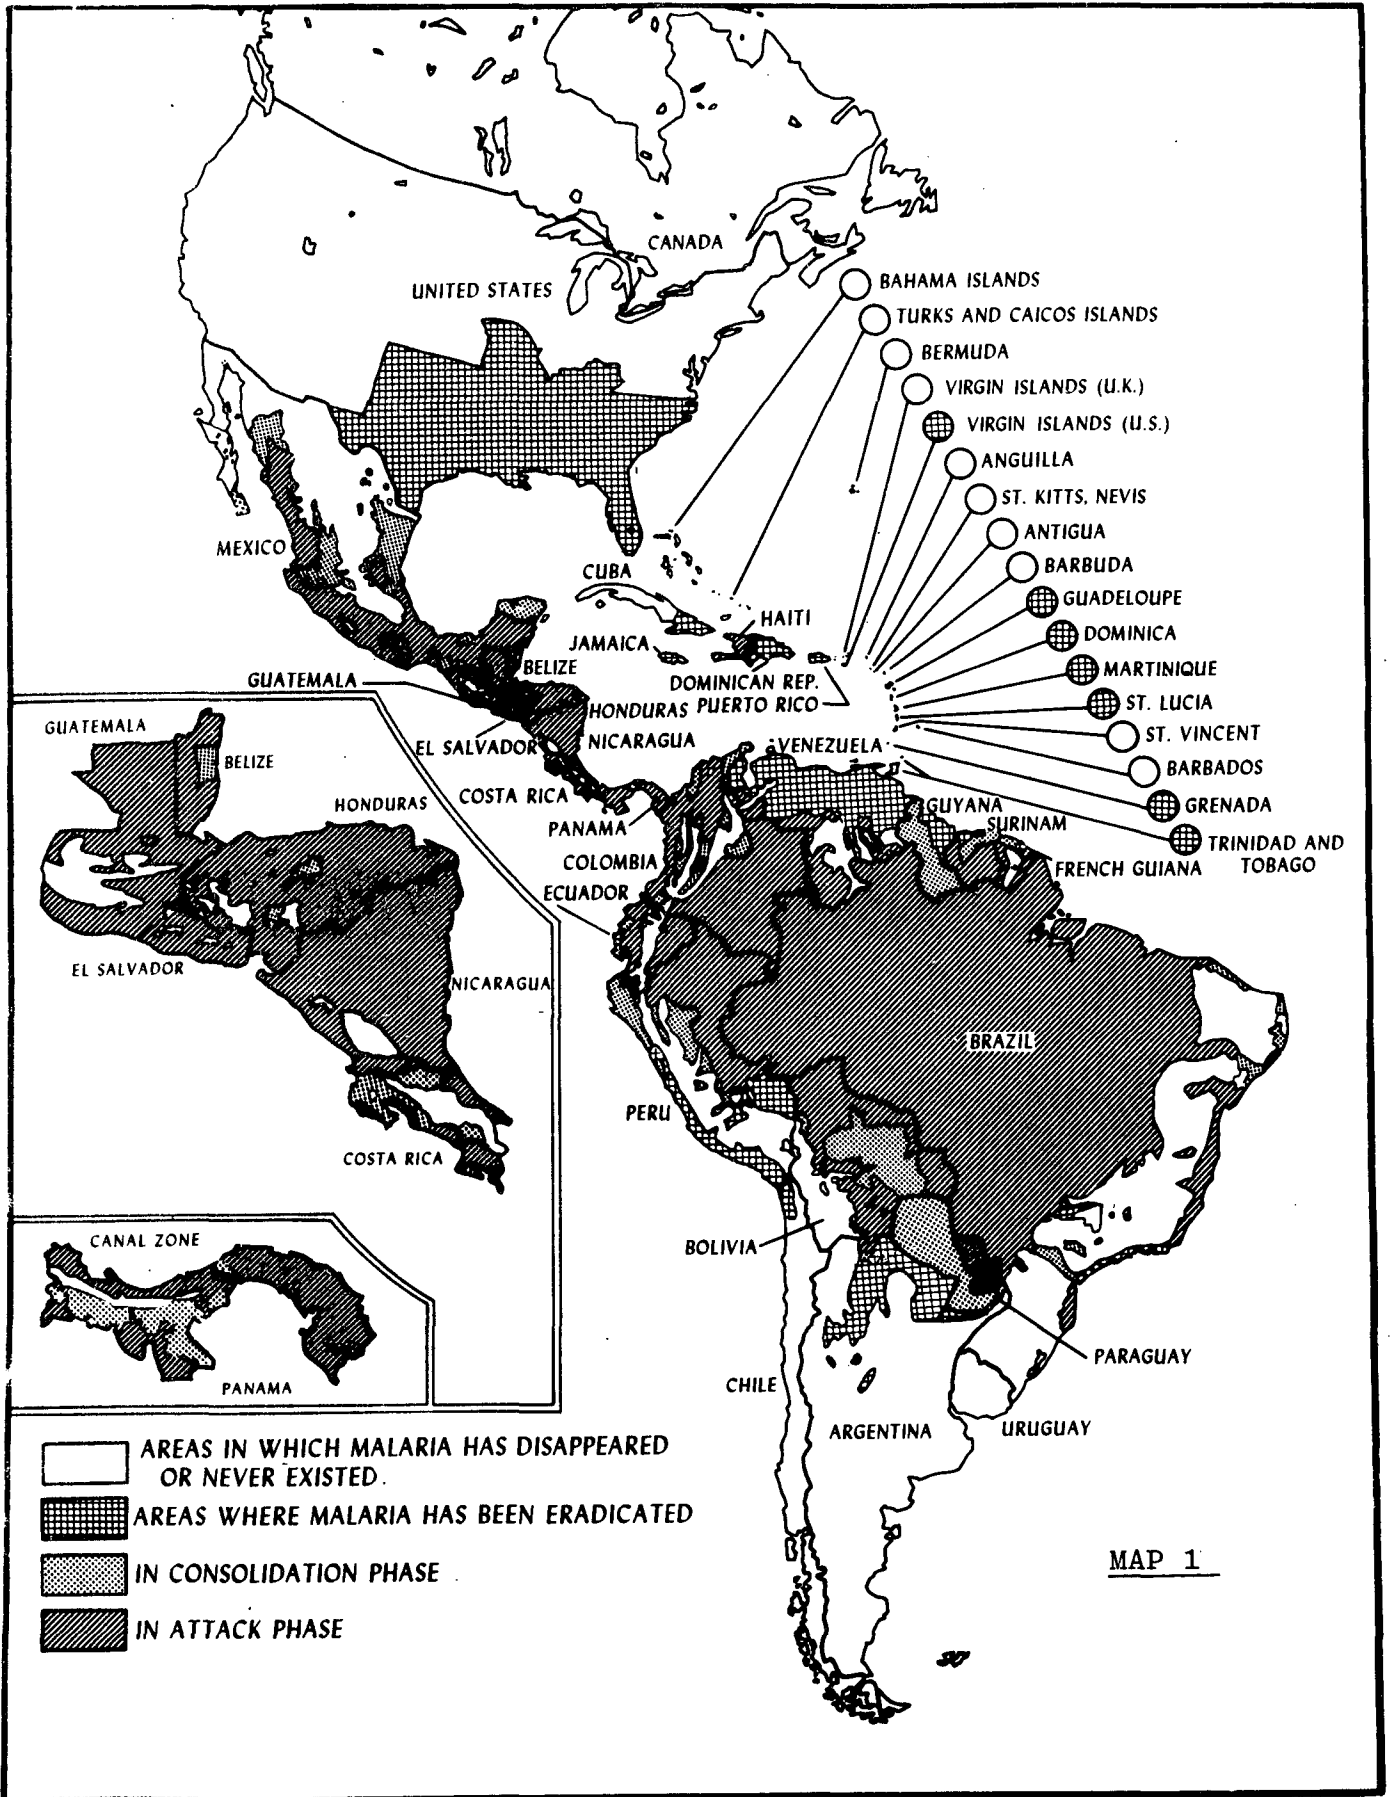 CANADA
UNITED STATES
BAHAMA ISLANDS
TURKS AND CAICOS ISLANDS
BERMUDA
VIRGIN ISLANDS (U.K.)
VIRGIN ISLANDS (U.S.)
ANGUILLA
ST. KITTS, NEVIS
ANTIGUA
BARBUDA
GUADELOUPE
DOMINICA
MARTINIQUE
ST. LUCIA
ST. VINCENT
BARBADOS
GRENADA
TRINIDAD AND
TOBAGO
MEXICO
CUBA
HAITI
JAMAICA
BELIZE
DOMINICAN REP.
PUERTO RICO
GUATEMALA
HONDURAS
EL SALVADOR
NICARAGUA
VENEZUELA
COSTA RICA
PANAMA
GUYANA
SURINAM
FRENCH GUIANA
COLOMBIA
ECUADOR
BRAZIL
PERU
BOLIVIA
PARAGUAY
CHILE
ARGENTINA
URUGUAY
GUATEMALA
BELIZE
HONDURAS
EL SALVADOR
NICARAGUA
COSTA RICA
CANAL ZONE
PANAMA
AREAS IN WHICH MALARIA HAS DISAPPEARED
OR NEVER EXISTED.
AREAS WHERE MALARIA HAS BEEN ERADICATED
IN CONSOLIDATION PHASE
IN ATTACK PHASE
MAP 1